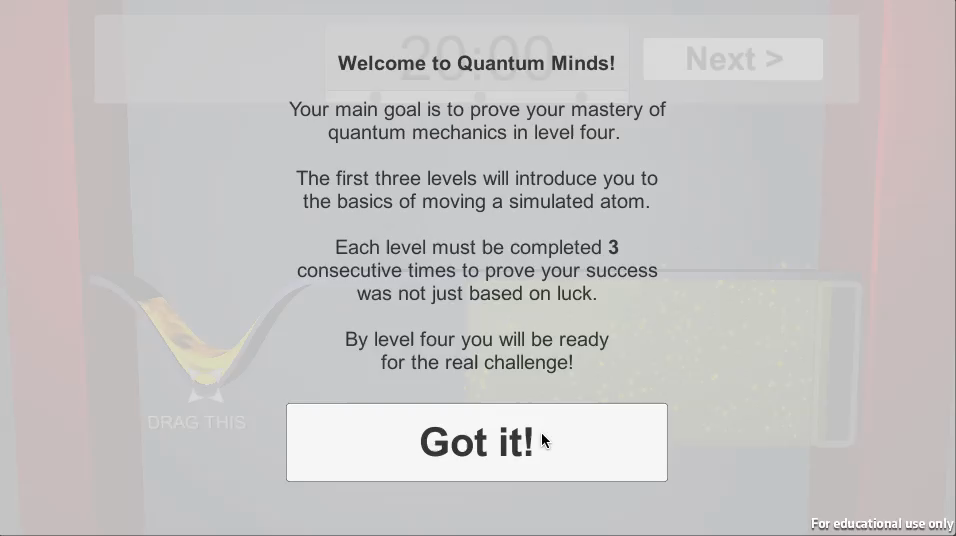 20:00
Next >
Welcome to Quantum Minds!
Your main goal is to prove your mastery of
quantum mechanics in level four.
The first three levels will introduce you to
the basics of moving a simulated atom.
Each level must be completed 3
consecutive times to prove your success
was not just based on luck.
By level four you will be ready
for the real challenge!
DRAG THIS
Got it!
For educational use only